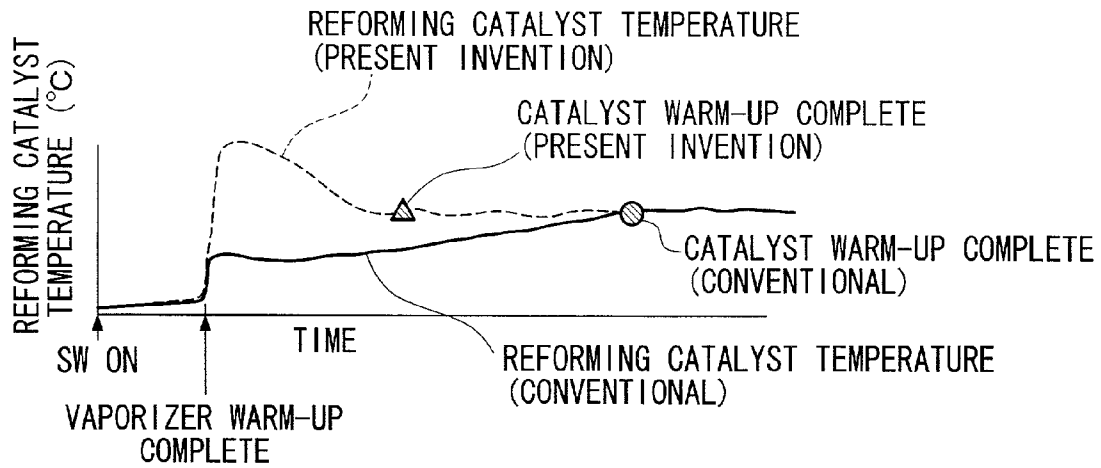 REFORMING CATALYST
TEMPERATURE (°C)
REFORMING CATALYST TEMPERATURE
(PRESENT INVENTION)
CATALYST WARM-UP COMPLETE
(PRESENT INVENTION)
CATALYST WARM-UP COMPLETE
(CONVENTIONAL)
TIME
SW ON
REFORMING CATALYST TEMPERATURE
(CONVENTIONAL)
VAPORIZER WARM-UP
COMPLETE